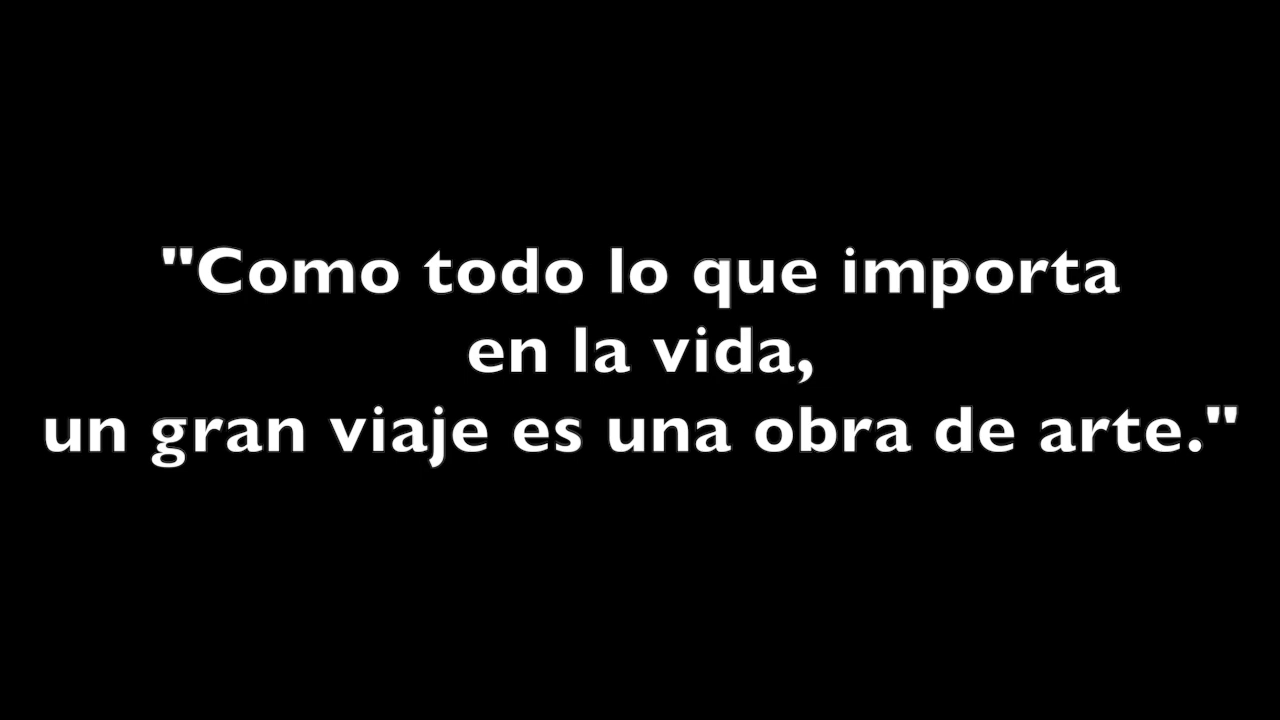 "Como todo lo que importa
en la vida,
un gran viaje es una obra de arte."